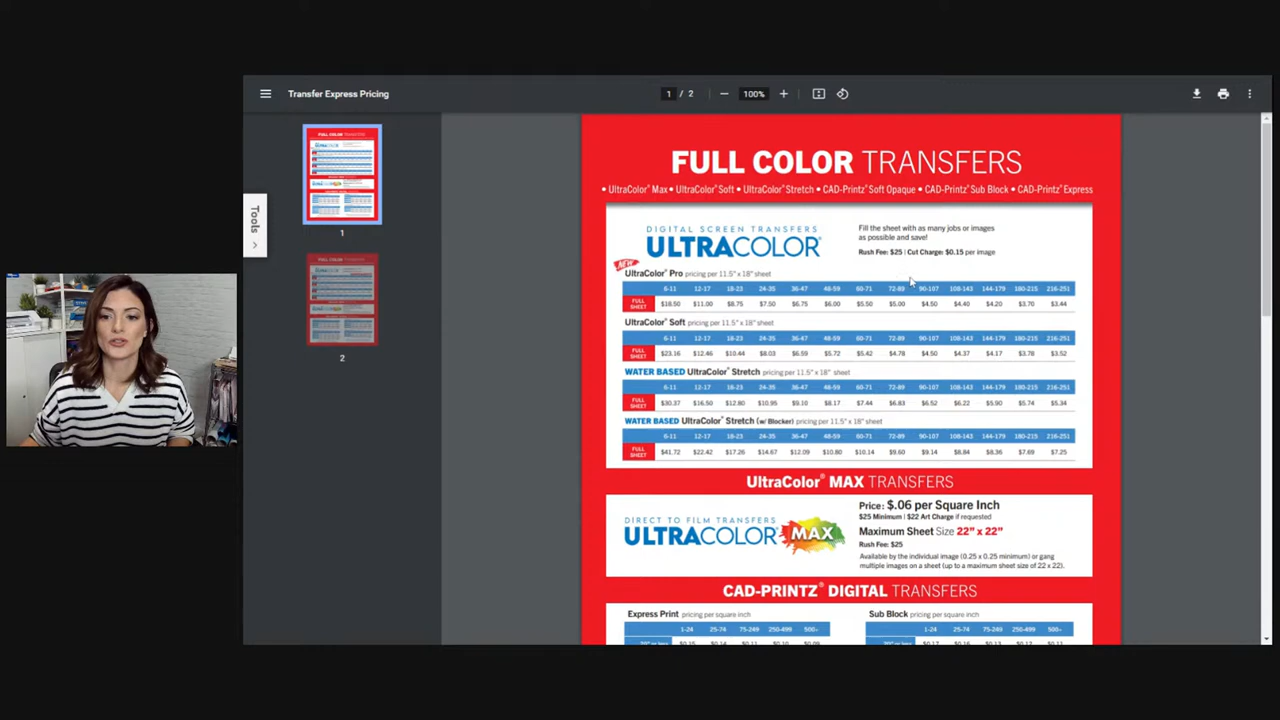 Transfer Express Pricing
1 / 2
100%
Tools
1
2
FULL COLOR TRANSFERS
• UltraColor® Max • UltraColor® Soft • UltraColor® Stretch • CAD-Printz® Soft Opaque • CAD-Printz® Sub Block • CAD-Printz® Express
DIGITAL SCREEN TRANSFERS
ULTRACOLOR®
Fill the sheet with as many jobs or images
as possible and save!
Rush Fee: $25 | Cut Charge: $0.15 per image
NEW
UltraColor® Pro pricing per 11.5" x 18" sheet
6-11 12-17 18-23 24-35 36-47 48-59 60-71 72-89 90-107 108-143 144-179 180-215 216-251
FULL SHEET $18.50 $11.00 $8.75 $7.50 $6.75 $6.00 $5.50 $5.00 $4.50 $4.40 $4.20 $3.70 $3.44
UltraColor® Soft pricing per 11.5" x 18" sheet
6-11 12-17 18-23 24-35 36-47 48-59 60-71 72-89 90-107 108-143 144-179 180-215 216-251
FULL SHEET $23.16 $12.46 $10.44 $8.03 $6.59 $5.72 $5.42 $4.78 $4.50 $4.37 $4.17 $3.78 $3.52
WATER BASED UltraColor® Stretch pricing per 11.5" x 18" sheet
6-11 12-17 18-23 24-35 36-47 48-59 60-71 72-89 90-107 108-143 144-179 180-215 216-251
FULL SHEET $30.37 $16.50 $12.80 $10.95 $9.10 $8.17 $7.44 $6.83 $6.52 $6.22 $5.90 $5.74 $5.34
WATER BASED UltraColor® Stretch (w/ Blocker) pricing per 11.5" x 18" sheet
6-11 12-17 18-23 24-35 36-47 48-59 60-71 72-89 90-107 108-143 144-179 180-215 216-251
FULL SHEET $41.72 $22.42 $17.26 $14.67 $12.09 $10.80 $10.14 $9.60 $9.14 $8.84 $8.36 $7.69 $7.25
UltraColor® MAX TRANSFERS
DIRECT TO FILM TRANSFERS
ULTRACOLOR® MAX
Price: $.06 per Square Inch
$25 Minimum | $22 Art Charge if requested
Maximum Sheet Size 22" x 22"
Rush Fee: $25
Available by the individual image (0.25 x 0.25 minimum) or gang
multiple images on a sheet (up to a maximum sheet size of 22 x 22).
CAD-PRINTZ® DIGITAL TRANSFERS
Express Print pricing per square inch
1-24 25-74 75-249 250-499 500+
Sub Block pricing per square inch
1-24 25-74 75-249 250-499 500+